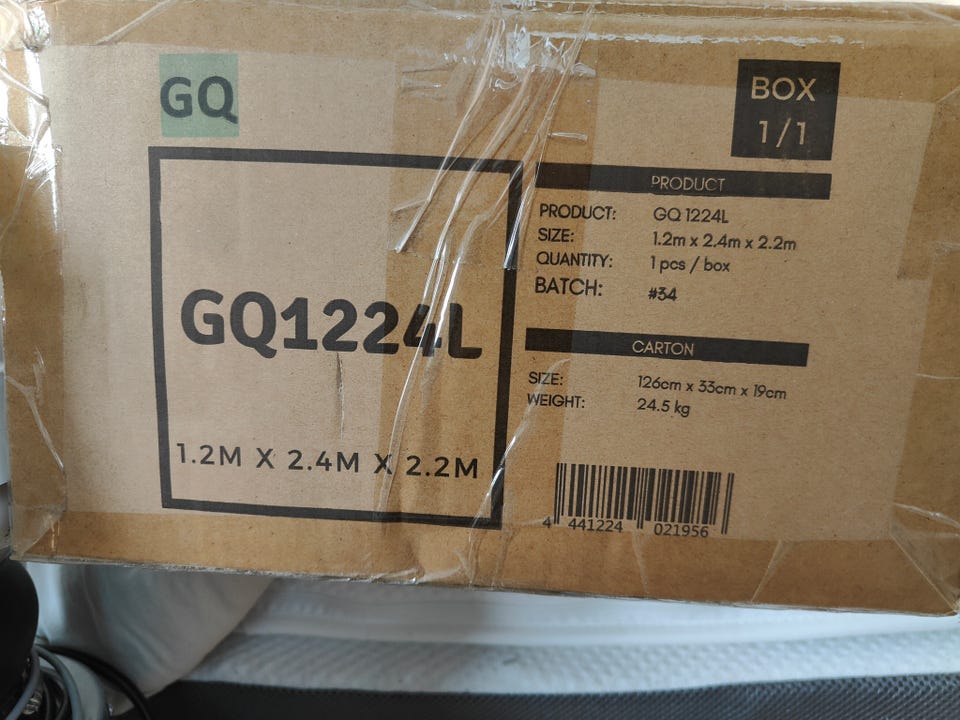 GQ
BOX
1/1
GQ1224L
1.2M X 2.4M X 2.2M
PRODUCT
PRODUCT: GQ 1224L
SIZE: 1.2m x 2.4m x 2.2m
QUANTITY: 1 pcs / box
BATCH: #34
CARTON
SIZE: 126cm x 33cm x 19cm
WEIGHT: 24.5 kg
4 441224 021956